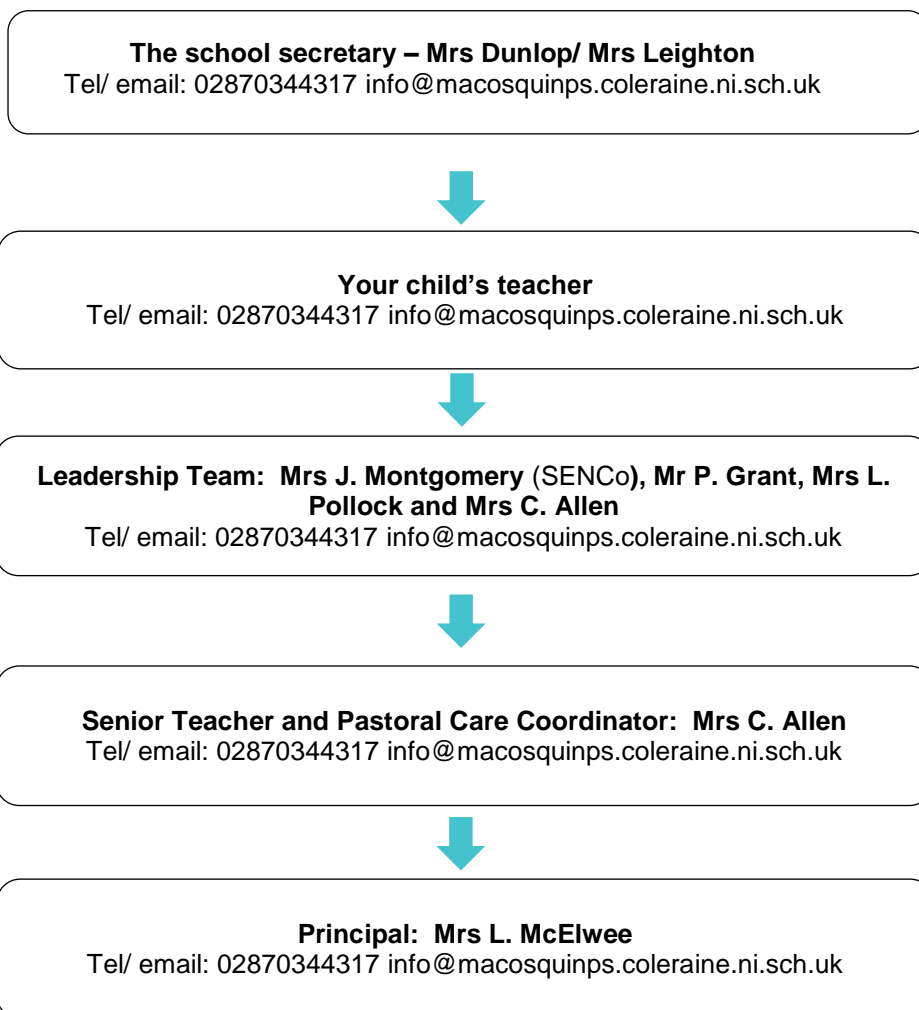 The school secretary – Mrs Dunlop/ Mrs Leighton
Tel/ email: 02870344317 info@macosquinps.coleraine.ni.sch.uk
Your child’s teacher
Tel/ email: 02870344317 info@macosquinps.coleraine.ni.sch.uk
Leadership Team:  Mrs J. Montgomery (SENCo), Mr P. Grant, Mrs L.
Pollock and Mrs C. Allen
Tel/ email: 02870344317 info@macosquinps.coleraine.ni.sch.uk
Senior Teacher and Pastoral Care Coordinator:  Mrs C. Allen
Tel/ email: 02870344317 info@macosquinps.coleraine.ni.sch.uk
Principal:  Mrs L. McElwee
Tel/ email: 02870344317 info@macosquinps.coleraine.ni.sch.uk